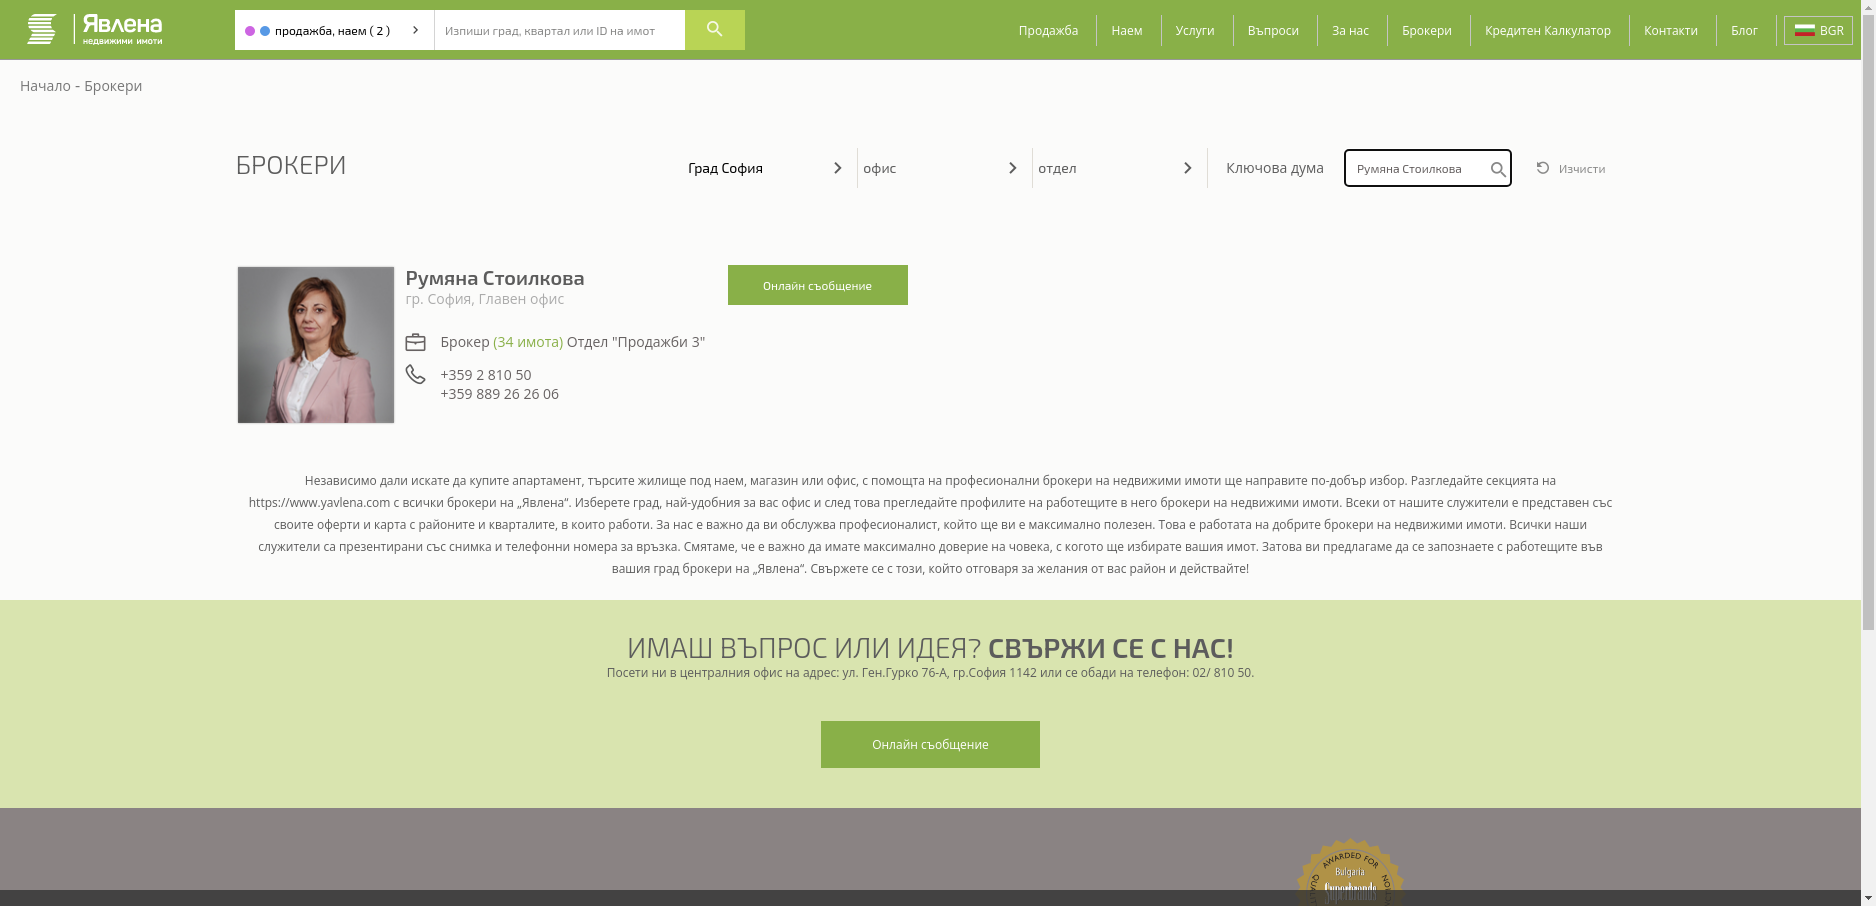 Явлена
недвижими имоти
продажба, наем ( 2 )
Изпиши град, квартал или ID на имот
Продажба
Наем
Услуги
Въпроси
За нас
Брокери
Кредитен Калкулатор
Контакти
Блог
BGR
Начало - Брокери
БРОКЕРИ
Град София
офис
отдел
Ключова дума
Румяна Стоилкова
Изчисти
Румяна Стоилкова
гр. София, Главен офис
Онлайн съобщение
Брокер (34 имота) Отдел "Продажби 3"
+359 2 810 50
+359 889 26 26 06
Независимо дали искате да купите апартамент, търсите жилище под наем, магазин или офис, с помощта на професионални брокери на недвижими имоти ще направите по-добър избор. Разгледайте секцията на
https://www.yavlena.com с всички брокери на „Явлена“. Изберете град, най-удобния за вас офис и след това прегледайте профилите на работещите в него брокери на недвижими имоти. Всеки от нашите служители е представен със
своите оферти и карта с районите и кварталите, в които работи. За нас е важно да ви обслужва професионалист, който ще ви е максимално полезен. Това е работата на добрите брокери на недвижими имоти. Всички наши
служители са презентирани със снимка и телефонни номера за връзка. Смятаме, че е важно да имате максимално доверие на човека, с когото ще избирате вашия имот. Затова ви предлагаме да се запознаете с работещите във
вашия град брокери на „Явлена“. Свържете се с този, който отговаря за желания от вас район и действайте!
ИМАШ ВЪПРОС ИЛИ ИДЕЯ? СВЪРЖИ СЕ С НАС!
Посети ни в централния офис на адрес: ул. Ген.Гурко 76-А, гр.София 1142 или се обади на телефон: 02/ 810 50.
Онлайн съобщение
AWARDED FOR
Bulgaria